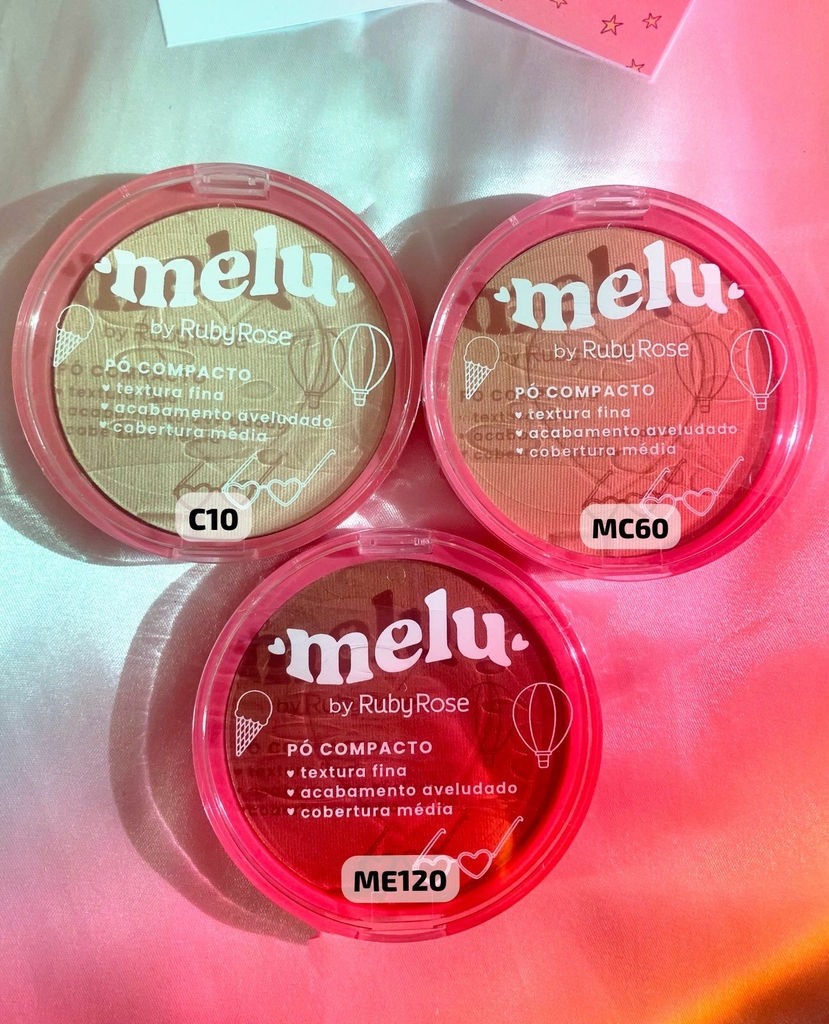 melu
by RubyRose
PÓ COMPACTO
textura fina
acabamento aveludado
cobertura média
C10
melu
by RubyRose
PÓ COMPACTO
textura fina
acabamento aveludado
cobertura média
MC60
melu
by RubyRose
PÓ COMPACTO
textura fina
acabamento aveludado
cobertura média
ME120